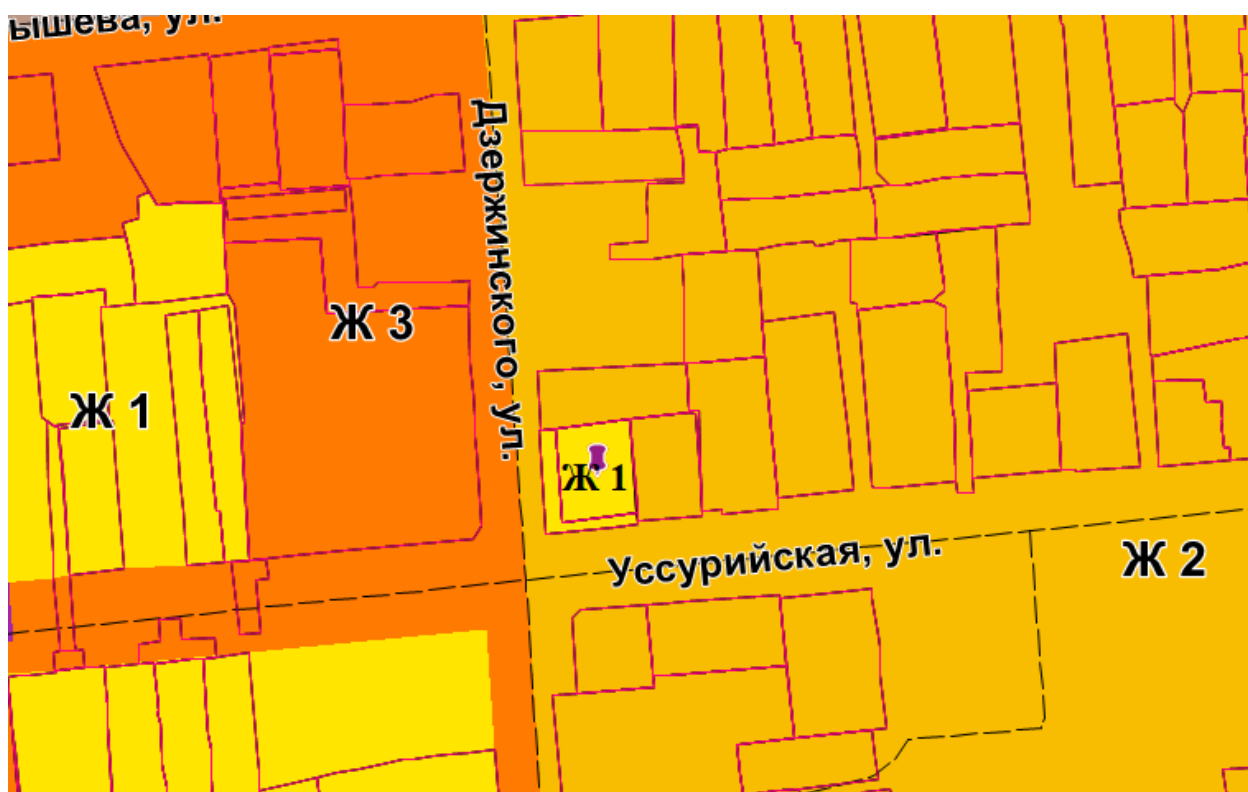 ышева, ул.
Дзержинского, ул.
Ж 3
Ж 1
Ж 1
Уссурийская, ул.
Ж 2